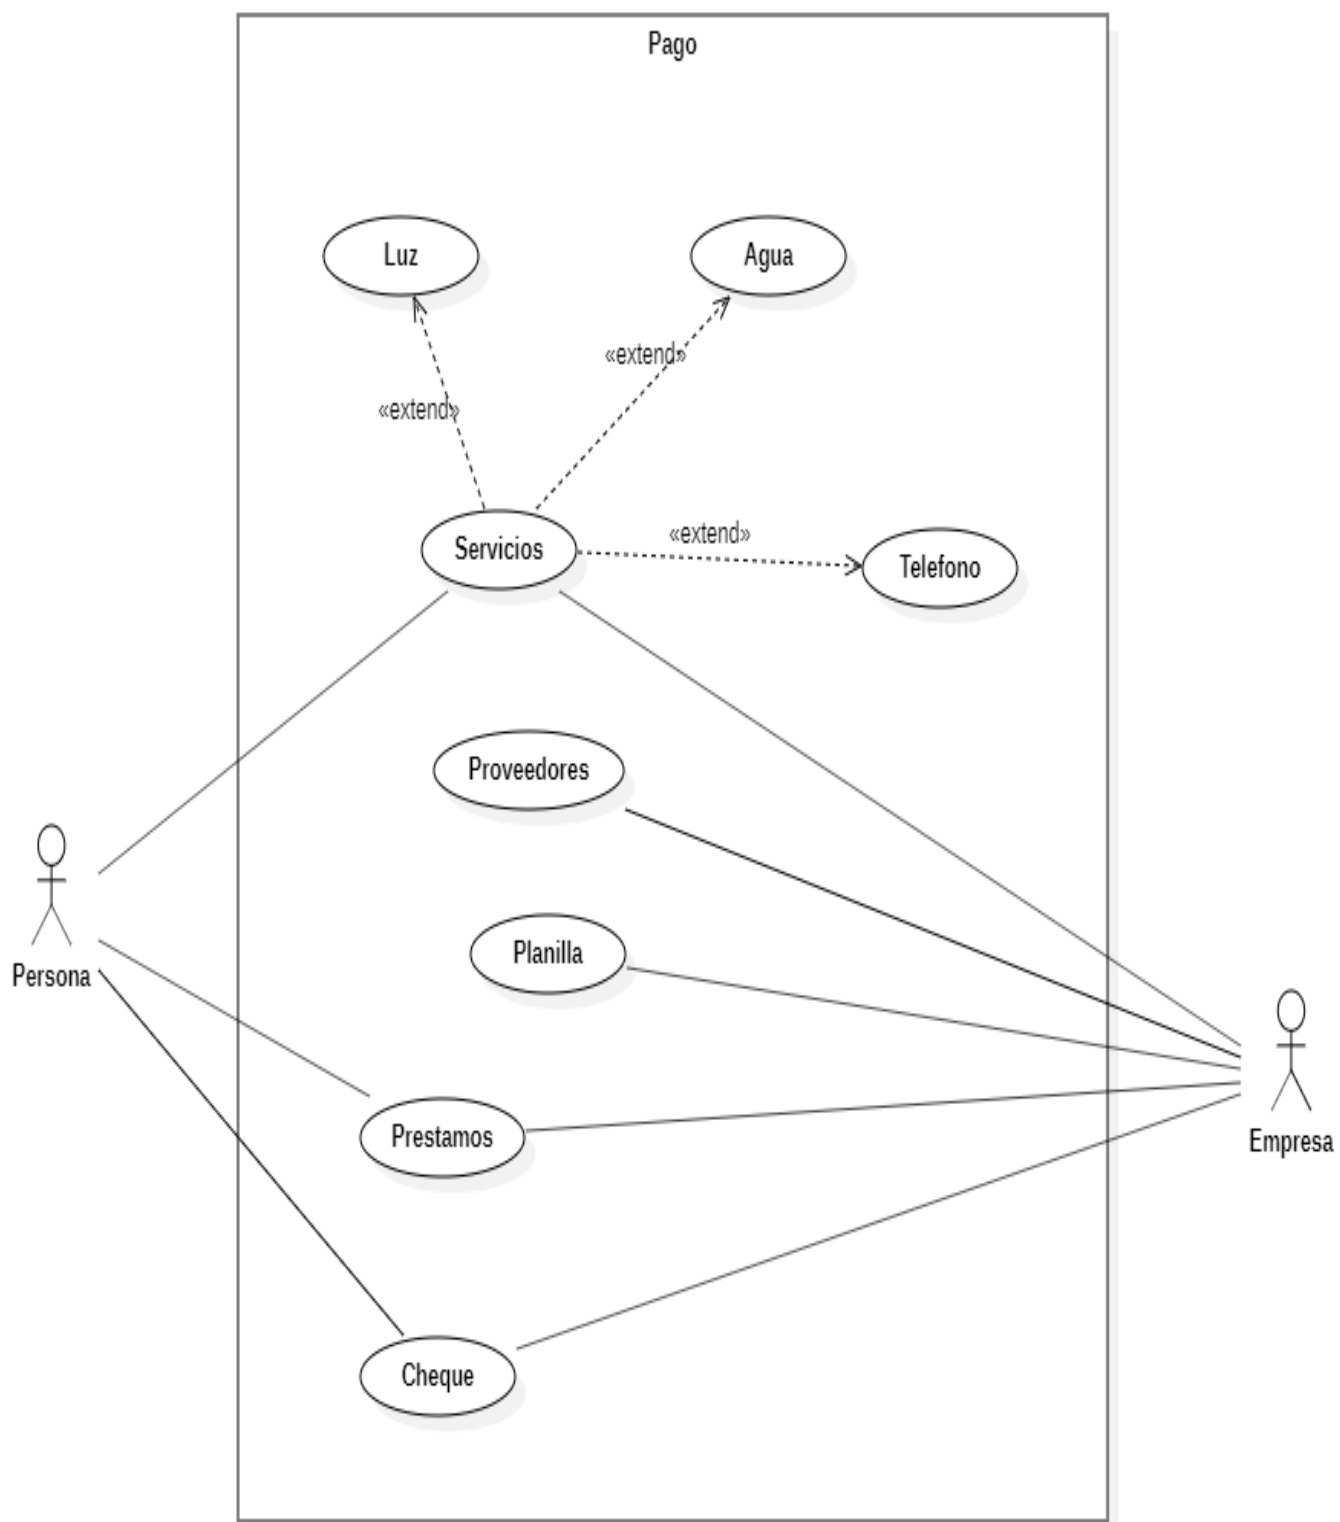 Pago
Luz
Agua
«extend»
«extend»
«extend»
Servicios
Telefono
Proveedores
Planilla
Persona
Prestamos
Empresa
Cheque